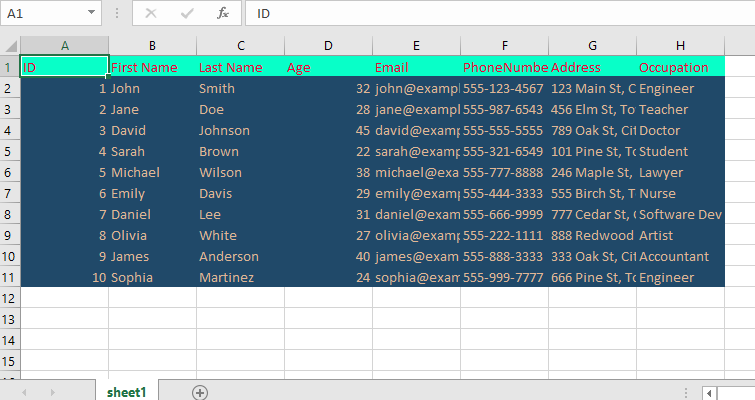 A1 fx ID
A B C D E F G H
1 ID First Name Last Name Age Email PhoneNumbe Address Occupation
2 1 John Smith 32 john@exampl 555-123-4567 123 Main St, C Engineer
3 2 Jane Doe 28 jane@exampl 555-987-6543 456 Elm St, To Teacher
4 3 David Johnson 45 david@examp 555-555-5555 789 Oak St, Cit Doctor
5 4 Sarah Brown 22 sarah@examp 555-321-6549 101 Pine St, To Student
6 5 Michael Wilson 38 michael@exa 555-777-8888 246 Maple St, Lawyer
7 6 Emily Davis 29 emily@examp 555-444-3333 555 Birch St, T Nurse
8 7 Daniel Lee 31 daniel@exam 555-666-9999 777 Cedar St, Software Dev
9 8 Olivia White 27 olivia@examp 555-222-1111 888 Redwood Artist
10 9 James Anderson 40 james@exam 555-888-3333 333 Oak St, Cit Accountant
11 10 Sophia Martinez 24 sophia@exam 555-999-7777 666 Pine St, To Engineer
12
13
14
15
sheet1